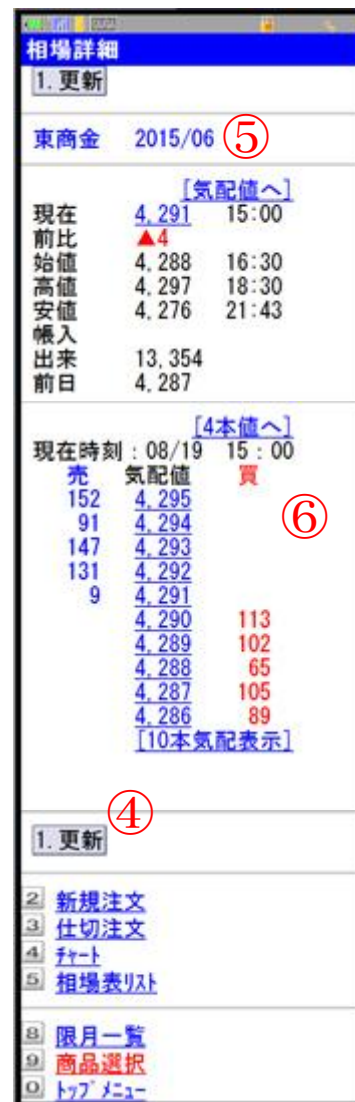 相場詳細
1. 更新
東商金 2015/06 ⑤
[気配値へ]
現在 4,291 15:00
前比 ▲4
始値 4,288 16:30
高値 4,297 18:30
安値 4,276 21:43
帳入
出来 13,354
前日 4,287
[4本値へ]
現在時刻:08/19 15:00
売 気配値 買
152 4,295
91 4,294 ⑥
147 4,293
131 4,292
9 4,291
4,290 113
4,289 102
4,288 65
4,287 105
4,286 89
[10本気配表示]
④
1. 更新
2 新規注文
3 仕切注文
4 チャート
5 相場表リスト
8 限月一覧
9 商品選択
0 トップメニュー